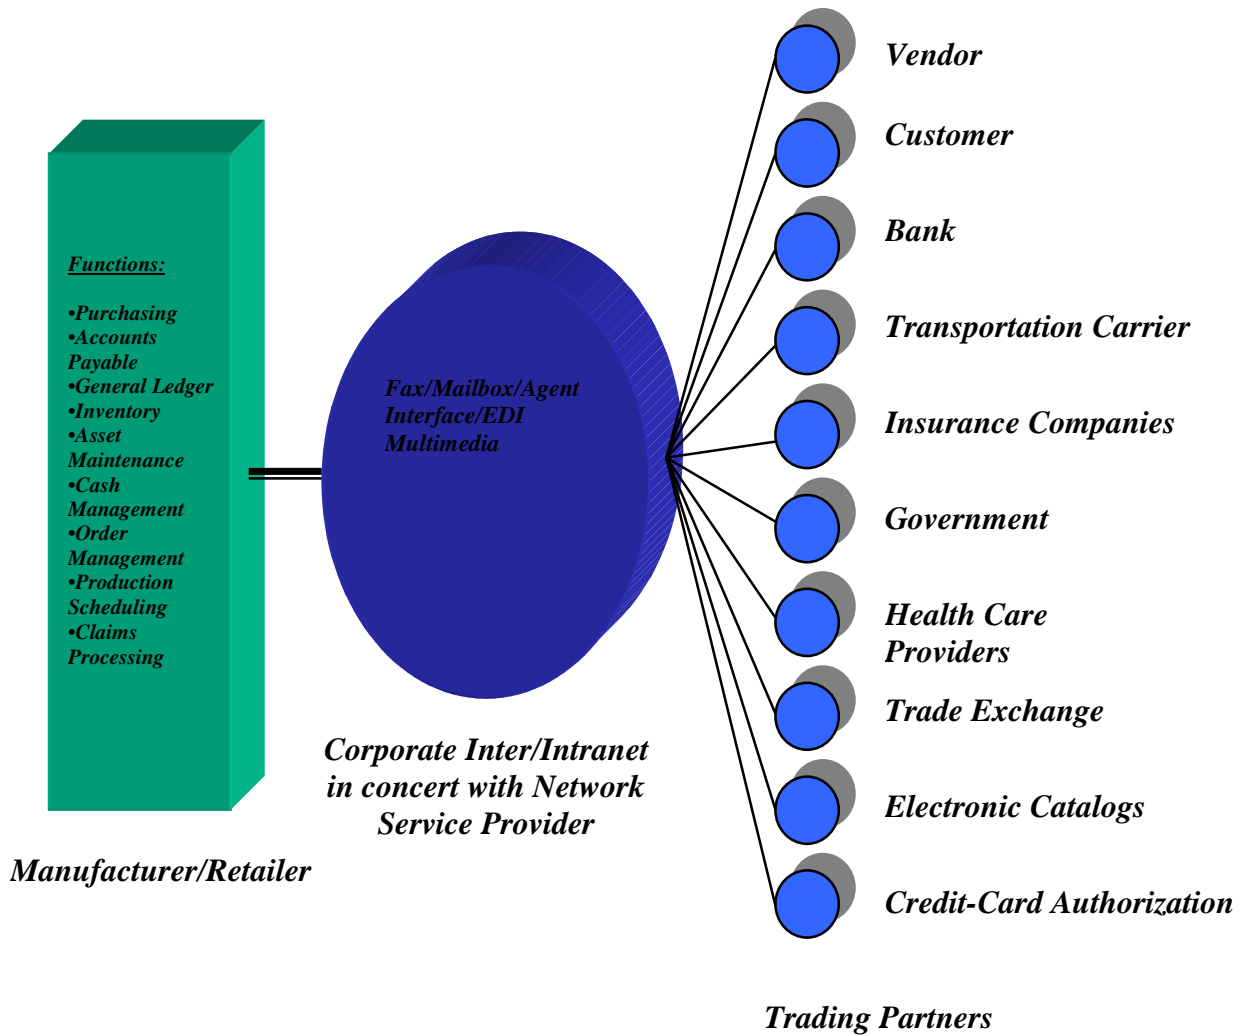 Functions:
•Purchasing
•Accounts
Payable
•General Ledger
•Inventory
•Asset
Maintenance
•Cash
Management
•Order
Management
•Production
Scheduling
•Claims
Processing
Manufacturer/Retailer
Fax/Mailbox/Agent
Interface/EDI
Multimedia
Corporate Inter/Intranet
in concert with Network
Service Provider
Vendor
Customer
Bank
Transportation Carrier
Insurance Companies
Government
Health Care
Providers
Trade Exchange
Electronic Catalogs
Credit-Card Authorization
Trading Partners